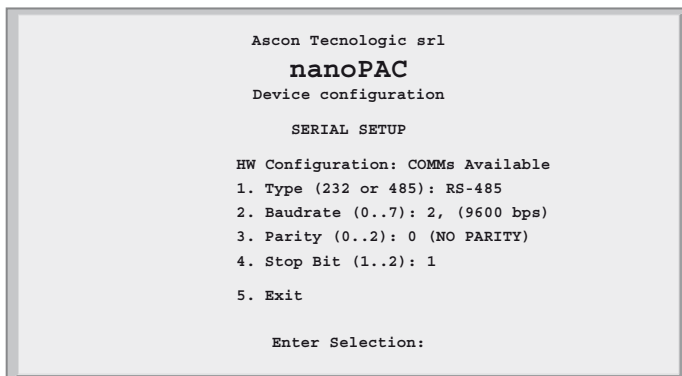 Ascon Tecnologic srl
nanoPAC
Device configuration
SERIAL SETUP
HW Configuration: COMMs Available
1. Type (232 or 485): RS-485
2. Baudrate (0..7): 2, (9600 bps)
3. Parity (0..2): 0 (NO PARITY)
4. Stop Bit (1..2): 1
5. Exit
Enter Selection: